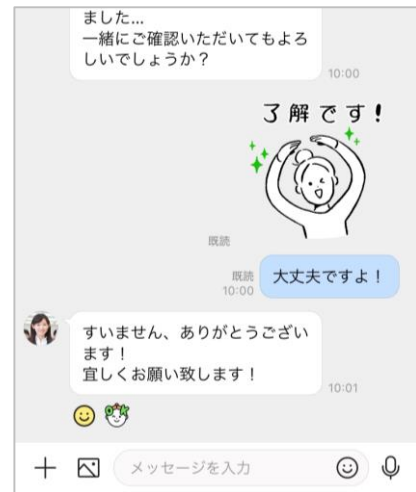 ました...
一緒にご確認いただいてもよろ
しいでしょうか？
10:00
了解です!
既読
既読
10:00
大丈夫ですよ！
すいません、ありがとうござい
ます！
宜しくお願い致します！
10:01
メッセージを入力